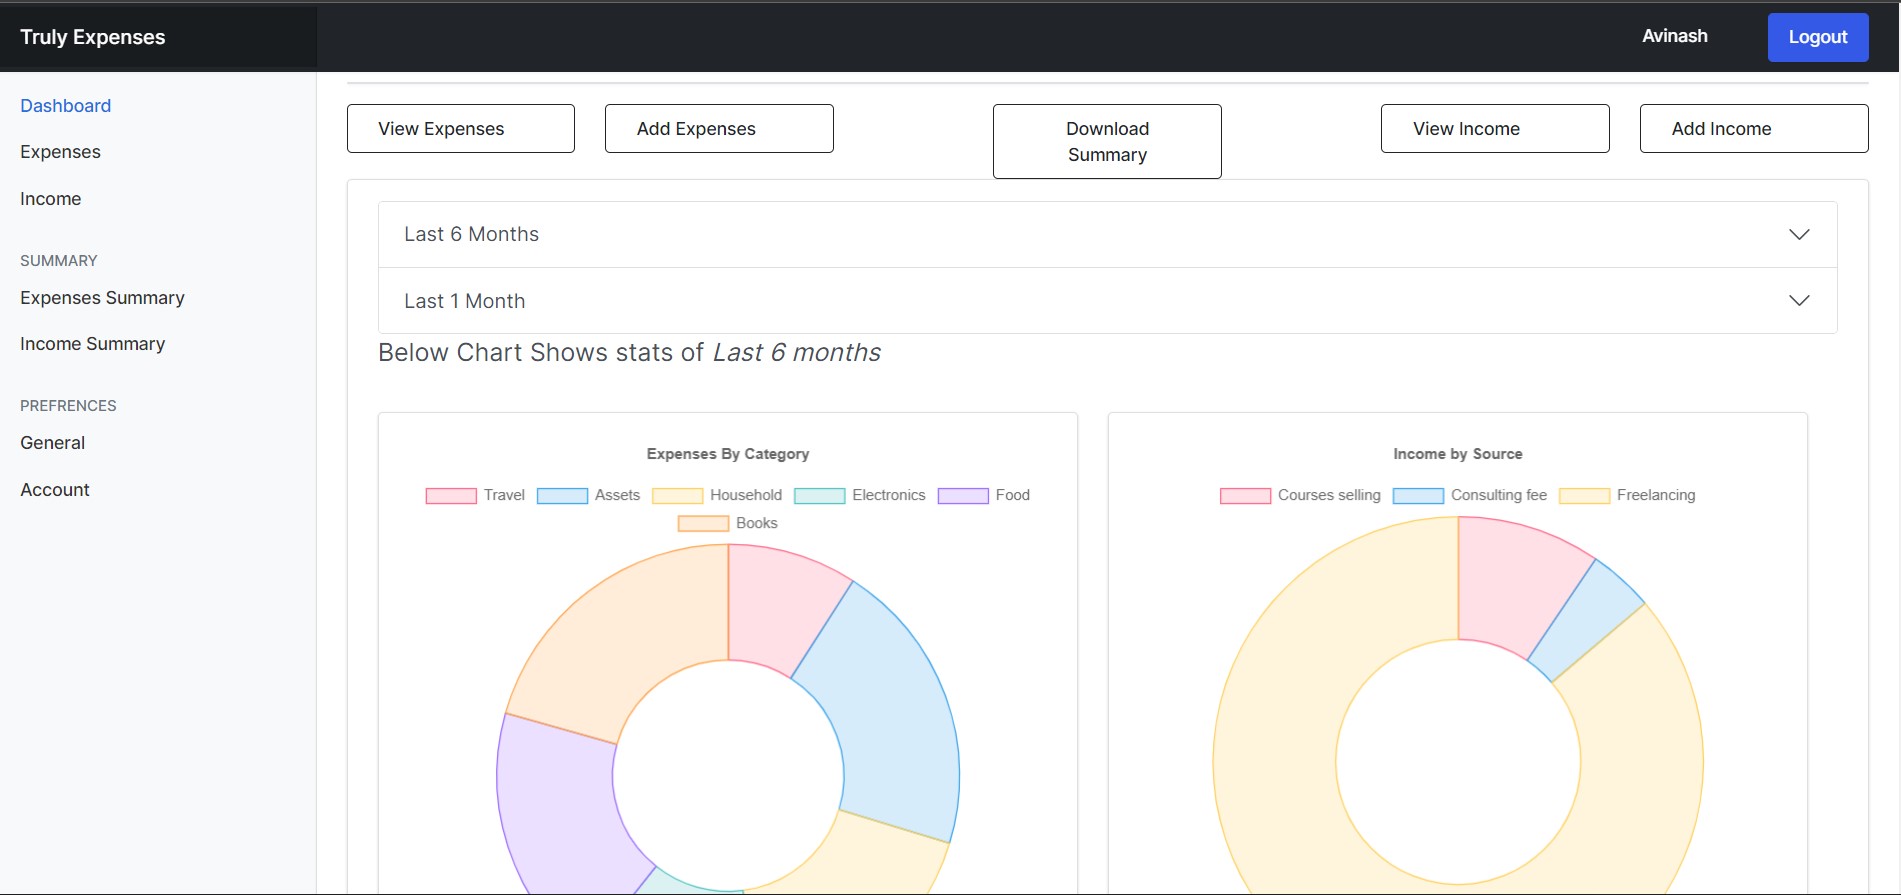 Truly Expenses
Avinash
Logout
Dashboard
Expenses
Income
SUMMARY
Expenses Summary
Income Summary
PREFRENCES
General
Account
View Expenses
Add Expenses
Download
Summary
View Income
Add Income
Last 6 Months
Last 1 Month
Below Chart Shows stats of Last 6 months
Expenses By Category
Travel Assets Household Electronics Food
Books
Income by Source
Courses selling Consulting fee Freelancing